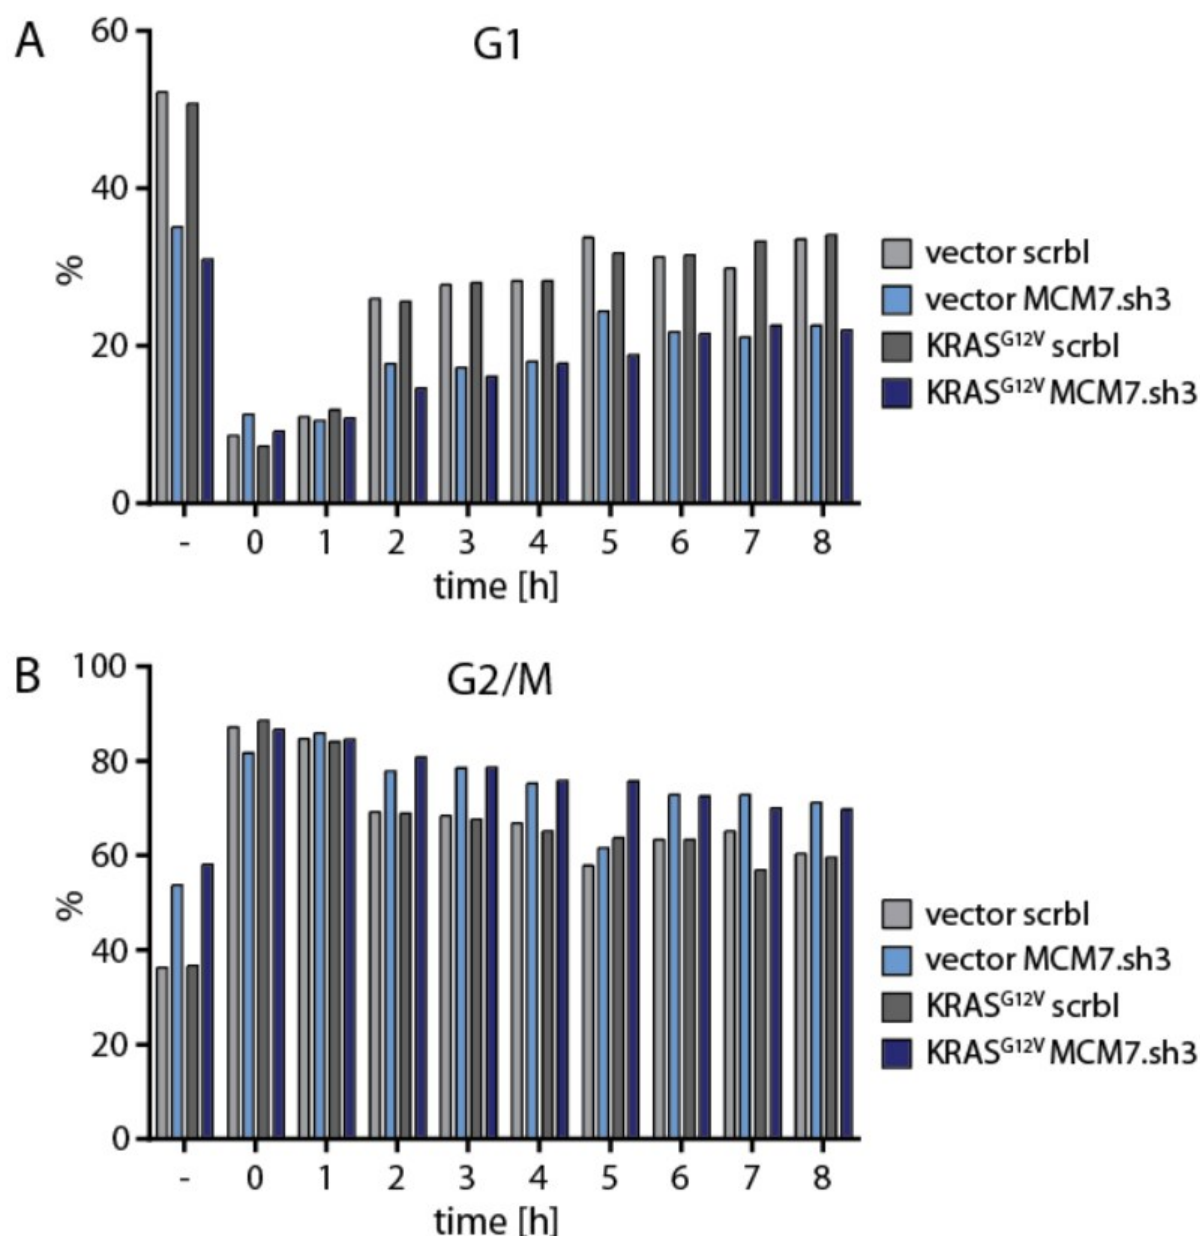 A
G1
60
40
20
0
%
- 0 1 2 3 4 5 6 7 8
time [h]
vector scrbl
vector MCM7.sh3
KRASG12V scrbl
KRASG12V MCM7.sh3
B
G2/M
100
80
60
40
20
0
%
- 0 1 2 3 4 5 6 7 8
time [h]
vector scrbl
vector MCM7.sh3
KRASG12V scrbl
KRASG12V MCM7.sh3